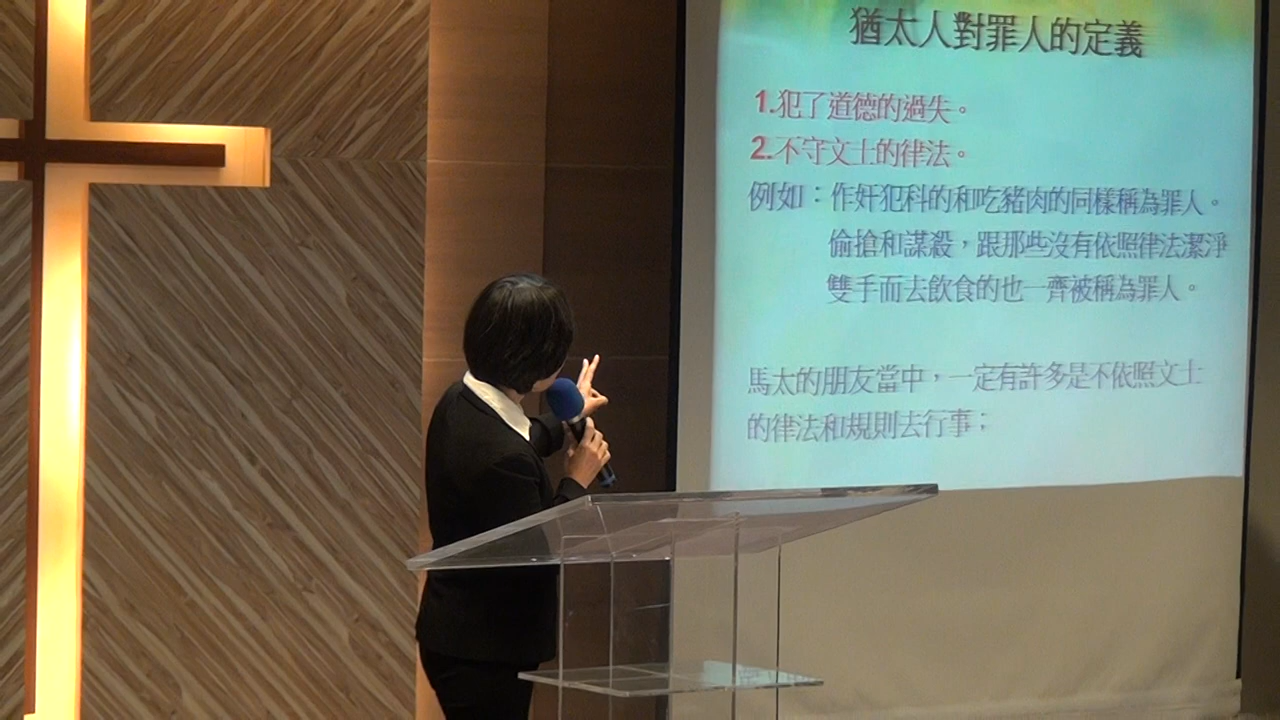 猶太人對罪人的定義
1.犯了道德的過失。
2.不守文士的律法。
例如：作奸犯科的和吃豬肉的同樣稱為罪人。
偷搶和謀殺，跟那些沒有依照律法潔淨
雙手而去飲食的也一齊被稱為罪人。
馬太的朋友當中，一定有許多是不依照文士
的律法和規則去行事；